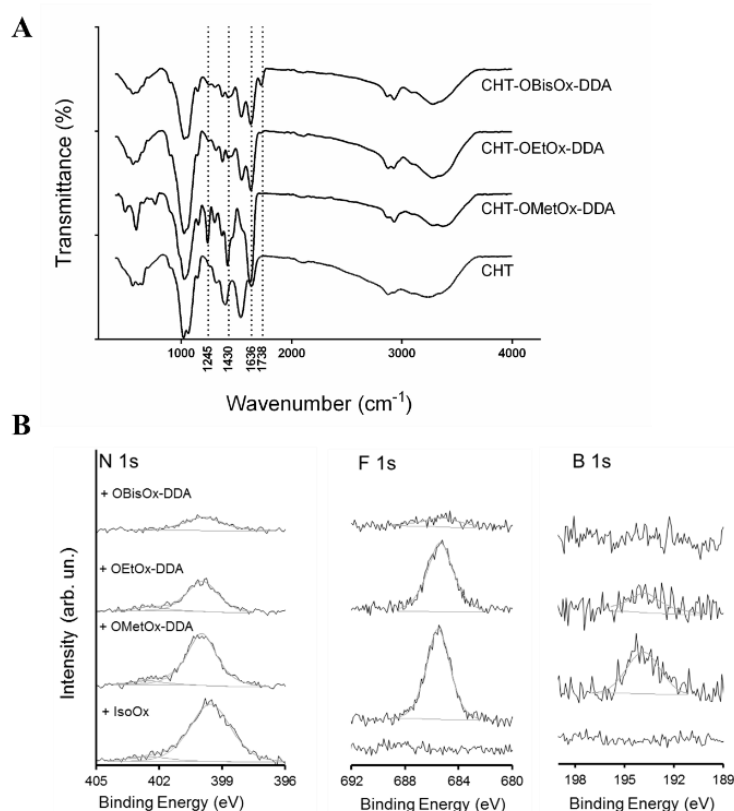 A
Transmittance (%)
CHT-OBisOx-DDA
CHT-OEtOx-DDA
CHT-OMetOx-DDA
CHT
1000
1245
1430
1636
1738
2000
3000
4000
Wavenumber (cm-1)
B
N 1s
F 1s
B 1s
Intensity (arb. un.)
+ OBisOx-DDA
+ OEtOx-DDA
+ OMetOx-DDA
+ IsoOx
405 402 399 396
692 688 684 680
198 195 192 189
Binding Energy (eV)
Binding Energy (eV)
Binding Energy (eV)